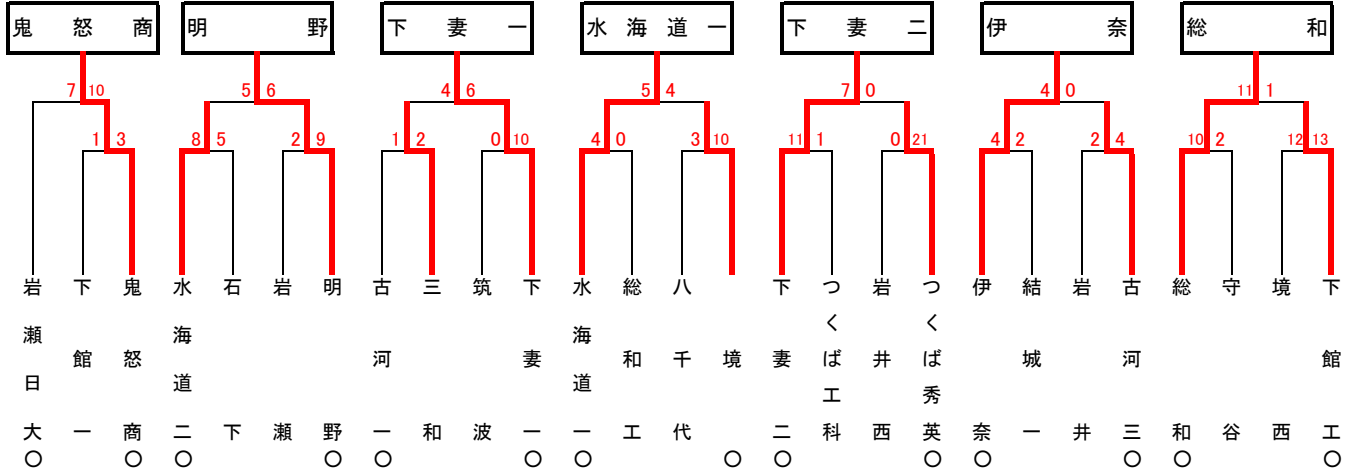 鬼怒商 明野 下妻一 水海道一 下妻二 伊奈 総和
7 10 5 6 4 6 5 4 7 0 4 0 11 1
1 3 8 5 2 9 1 2 0 10 4 0 3 10 11 1 0 21 4 2 2 4 10 2 12 13
岩瀬日大
下館一
鬼怒商
水海道二
石下
岩瀬
明野
古河一
三和
筑波
下妻一
水海道一
総和工
八千代
境
下妻二
つくば工科
岩井西
つくば秀英
伊奈
結城一
岩井
古河三
総和
守谷
境西
下館工
○ ○ ○ ○ ○ ○ ○ ○ ○ ○ ○ ○ ○ ○